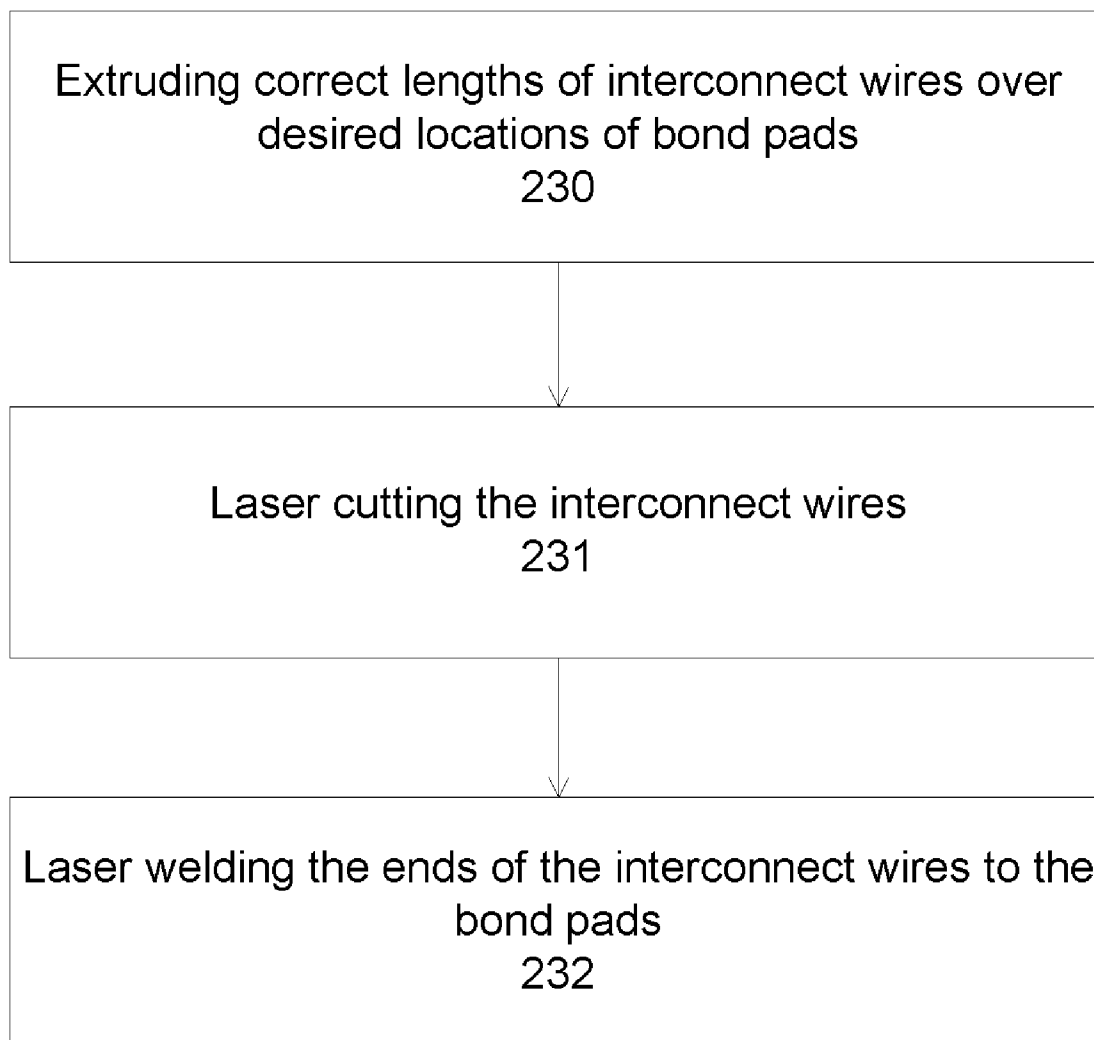 Extruding correct lengths of interconnect wires over
desired locations of bond pads
230
Laser cutting the interconnect wires
231
Laser welding the ends of the interconnect wires to the
bond pads
232